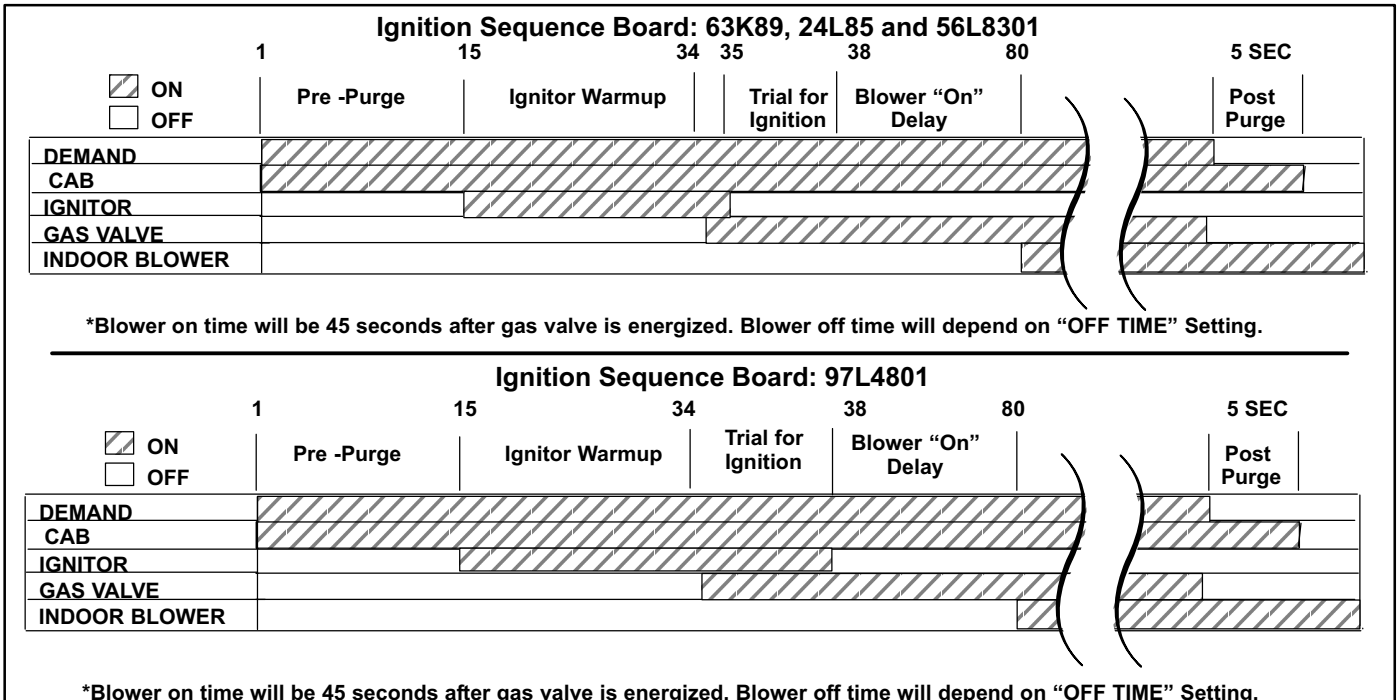 Ignition Sequence Board: 63K89, 24L85 and 56L8301
1 15 34 35 38 80 5 SEC
ON
OFF
Pre -Purge
Ignitor Warmup
Trial for
Ignition
Blower “On”
Delay
Post
Purge
DEMAND
CAB
IGNITOR
GAS VALVE
INDOOR BLOWER
*Blower on time will be 45 seconds after gas valve is energized. Blower off time will depend on “OFF TIME” Setting.
Ignition Sequence Board: 97L4801
1 15 34 38 80 5 SEC
ON
OFF
Pre -Purge
Ignitor Warmup
Trial for
Ignition
Blower “On”
Delay
Post
Purge
DEMAND
CAB
IGNITOR
GAS VALVE
INDOOR BLOWER
*Blower on time will be 45 seconds after gas valve is energized. Blower off time will depend on “OFF TIME” Setting.